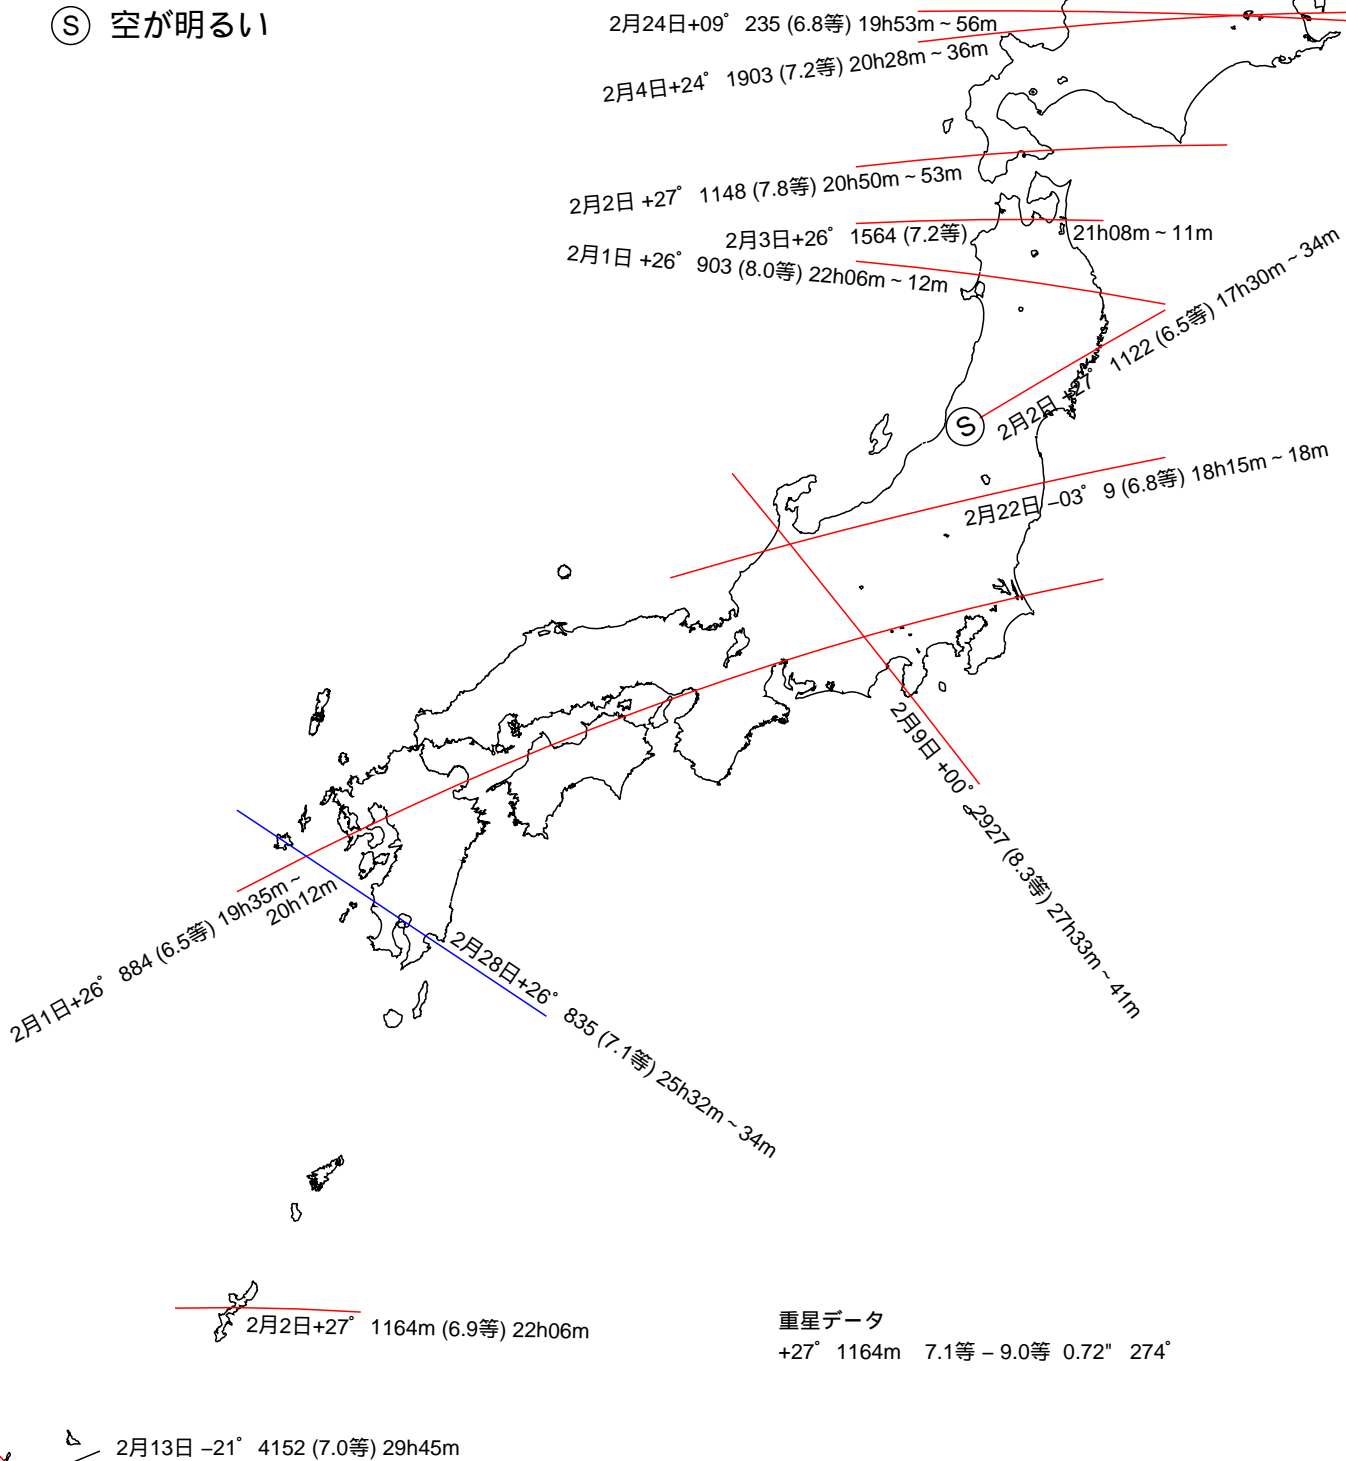 Ⓢ 空が明るい
2月24日+09° 235 (6.8等) 19h53m ~ 56m
2月4日+24° 1903 (7.2等) 20h28m ~ 36m
2月2日 +27° 1148 (7.8等) 20h50m ~ 53m
2月3日+26° 1564 (7.2等) 21h08m ~ 11m
2月1日 +26° 903 (8.0等) 22h06m ~ 12m
2月2日 +27° 1122 (6.5等) 17h30m ~ 34m
Ⓢ
2月22日 −03° 9 (6.8等) 18h15m ~ 18m
2月9日 +00° 2927 (8.3等) 27h33m ~ 41m
2月1日+26° 884 (6.5等) 19h35m ~
20h12m
2月28日+26° 835 (7.1等) 25h32m ~ 34m
2月2日+27° 1164m (6.9等) 22h06m
重星データ
+27° 1164m 7.1等 − 9.0等 0.72" 274°
2月13日 −21° 4152 (7.0等) 29h45m